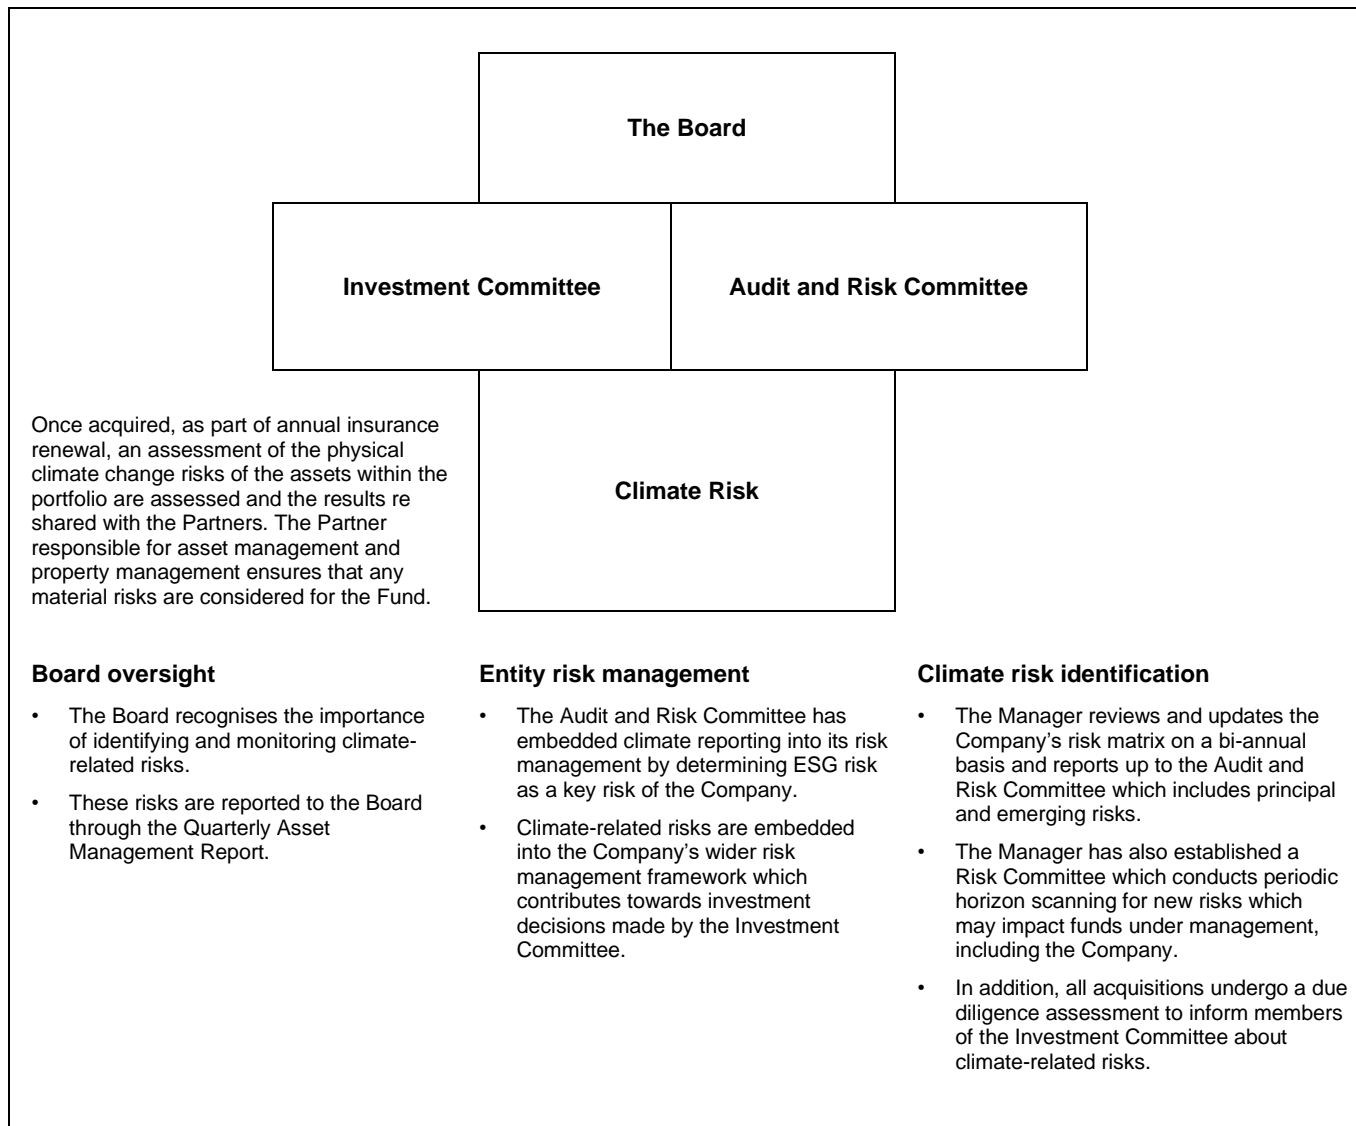 The Board
Investment Committee
Audit and Risk Committee
Climate Risk
Once acquired, as part of annual insurance
renewal, an assessment of the physical
climate change risks of the assets within the
portfolio are assessed and the results re
shared with the Partners. The Partner
responsible for asset management and
property management ensures that any
material risks are considered for the Fund.
Board oversight
• The Board recognises the importance
of identifying and monitoring climate-
related risks.
• These risks are reported to the Board
through the Quarterly Asset
Management Report.
Entity risk management
• The Audit and Risk Committee has
embedded climate reporting into its risk
management by determining ESG risk
as a key risk of the Company.
• Climate-related risks are embedded
into the Company’s wider risk
management framework which
contributes towards investment
decisions made by the Investment
Committee.
Climate risk identification
• The Manager reviews and updates the
Company’s risk matrix on a bi-annual
basis and reports up to the Audit and
Risk Committee which includes principal
and emerging risks.
• The Manager has also established a
Risk Committee which conducts periodic
horizon scanning for new risks which
may impact funds under management,
including the Company.
• In addition, all acquisitions undergo a due
diligence assessment to inform members
of the Investment Committee about
climate-related risks.